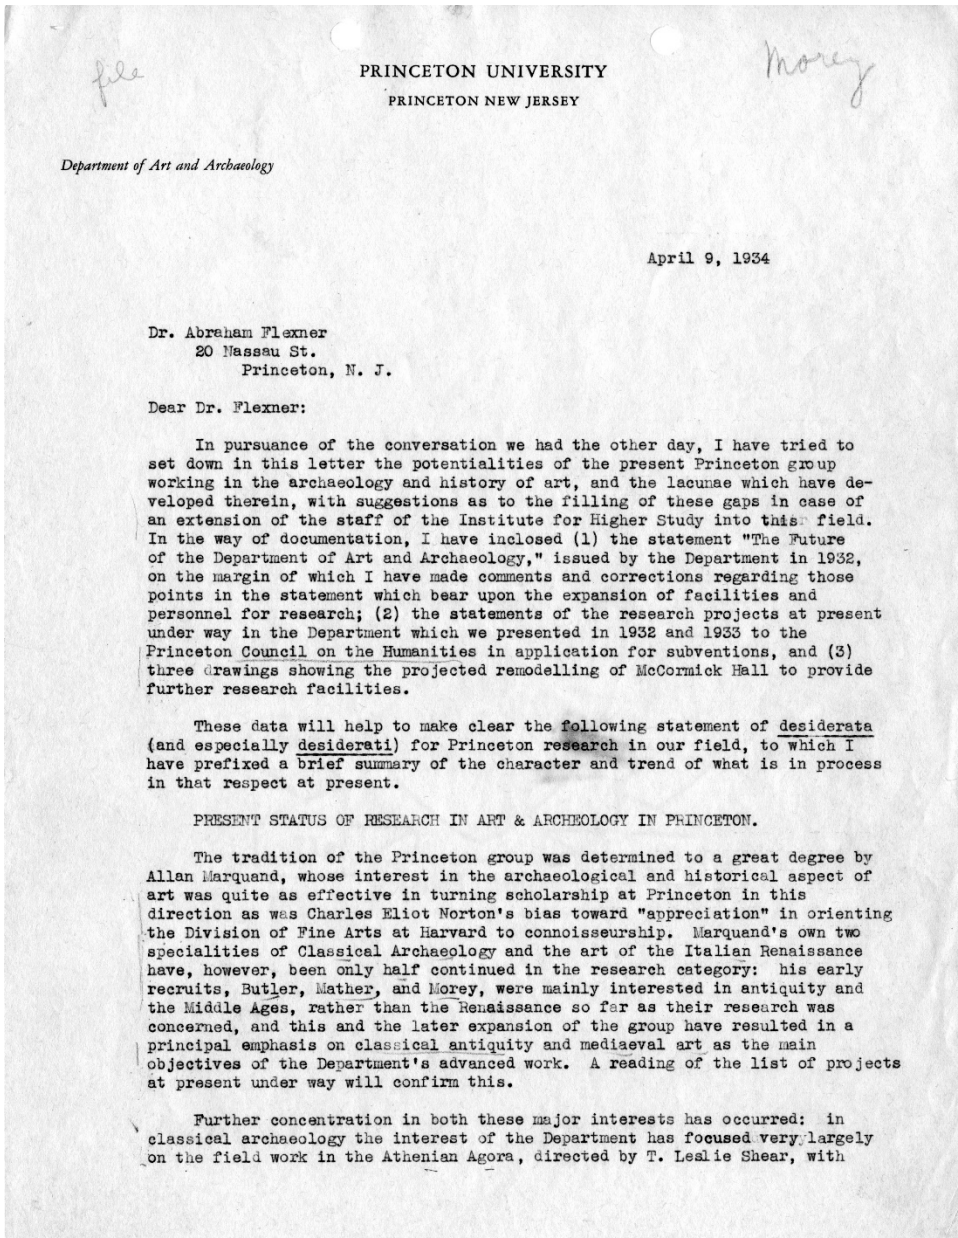 file
Morey
PRINCETON UNIVERSITY
PRINCETON NEW JERSEY
Department of Art and Archaeology
April 9, 1934
Dr. Abraham Flexner
20 Nassau St.
Princeton, N. J.
Dear Dr. Flexner:
In pursuance of the conversation we had the other day, I have tried to
set down in this letter the potentialities of the present Princeton group
working in the archaeology and history of art, and the lacunae which have de-
veloped therein, with suggestions as to the filling of these gaps in case of
an extension of the staff of the Institute for Higher Study into this field.
In the way of documentation, I have inclosed (1) the statement "The Future
of the Department of Art and Archaeology," issued by the Department in 1932,
on the margin of which I have made comments and corrections regarding those
points in the statement which bear upon the expansion of facilities and
personnel for research; (2) the statements of the research projects at present
under way in the Department which we presented in 1932 and 1933 to the
Princeton Council on the Humanities in application for subventions, and (3)
three drawings showing the projected remodelling of McCormick Hall to provide
further research facilities.
These data will help to make clear the following statement of desiderata
(and especially desiderati) for Princeton research in our field, to which I
have prefixed a brief summary of the character and trend of what is in process
in that respect at present.
PRESENT STATUS OF RESEARCH IN ART & ARCHEOLOGY IN PRINCETON.
The tradition of the Princeton group was determined to a great degree by
Allan Marquand, whose interest in the archaeological and historical aspect of
art was quite as effective in turning scholarship at Princeton in this
direction as was Charles Eliot Norton's bias toward "appreciation" in orienting
the Division of Fine Arts at Harvard to connoisseurship. Marquand's own two
specialities of Classical Archaeology and the art of the Italian Renaissance
have, however, been only half continued in the research category: his early
recruits, Butler, Mather, and Morey, were mainly interested in antiquity and
the Middle Ages, rather than the Renaissance so far as their research was
concerned, and this and the later expansion of the group have resulted in a
principal emphasis on classical antiquity and mediaeval art as the main
objectives of the Department's advanced work. A reading of the list of projects
at present under way will confirm this.
Further concentration in both these major interests has occurred: in
classical archaeology the interest of the Department has focused very largely
on the field work in the Athenian Agora, directed by T. Leslie Shear, with